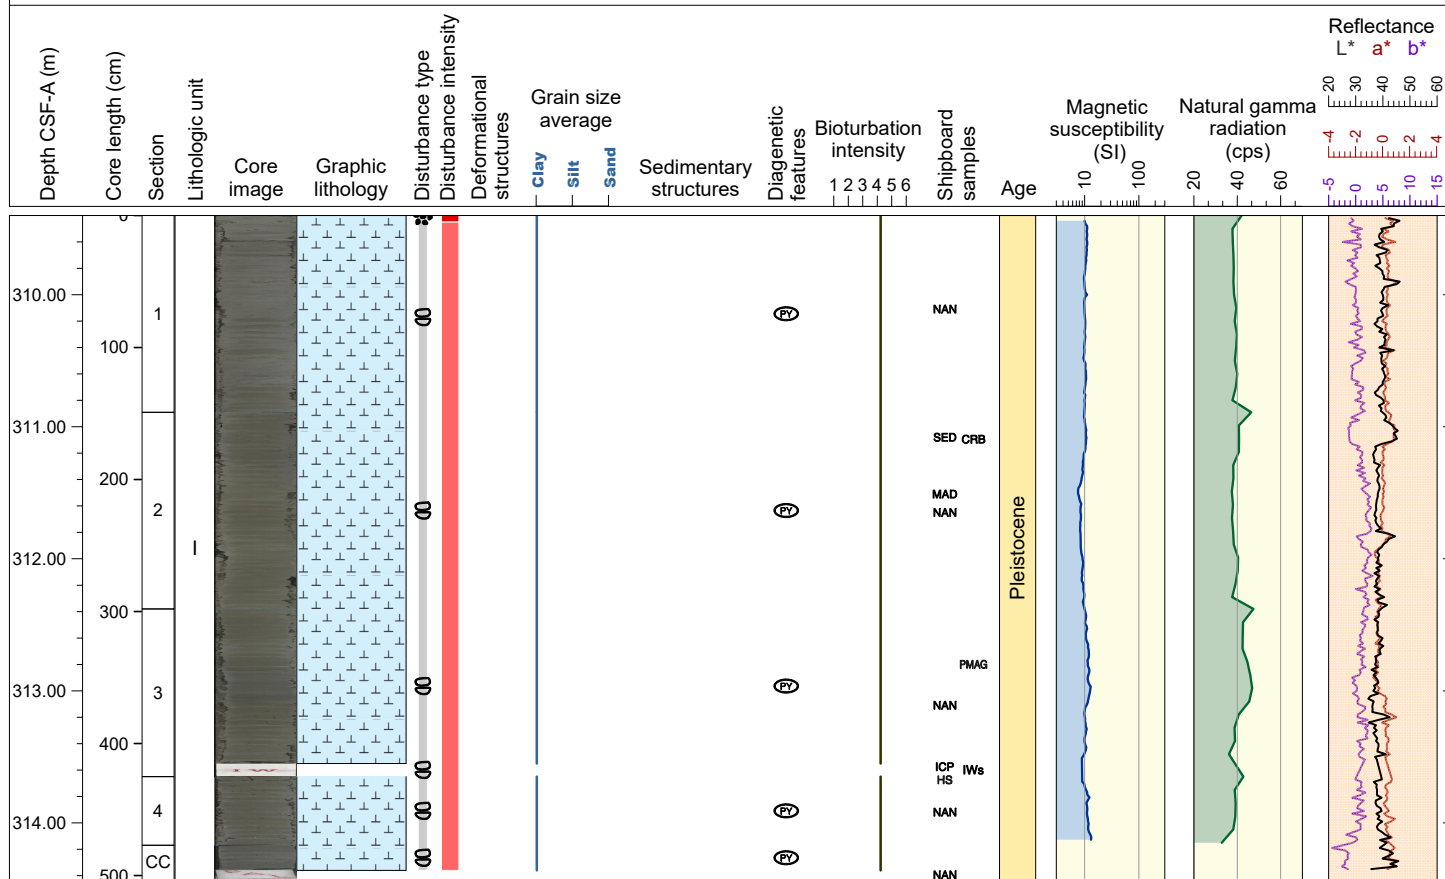 Depth CSF-A (m)
Core length (cm)
Section
Lithologic unit
Core
image
Graphic
lithology
Disturbance type
Disturbance intensity
Deformational
structures
Grain size
average
Clay
Silt
Sand
Sedimentary
structures
Diagenetic
features
Bioturbation
intensity
1 2 3 4 5 6
Shipboard
samples
Age
Magnetic
susceptibility
(SI)
10 100
Natural gamma
radiation
(cps)
20 40 60
Reflectance
L* a* b*
20 30 40 50 60
-4 -2 0 2 4
-5 0 5 10 15
0
310.00
1
PY
NAN
100
311.00
SED CRB
200
MAD
2
PY
NAN
I
Pleistocene
312.00
300
PMAG
313.00
3
PY
NAN
400
I W
ICP IWs
HS
314.00
4
PY
NAN
CC
PY
500
NAN